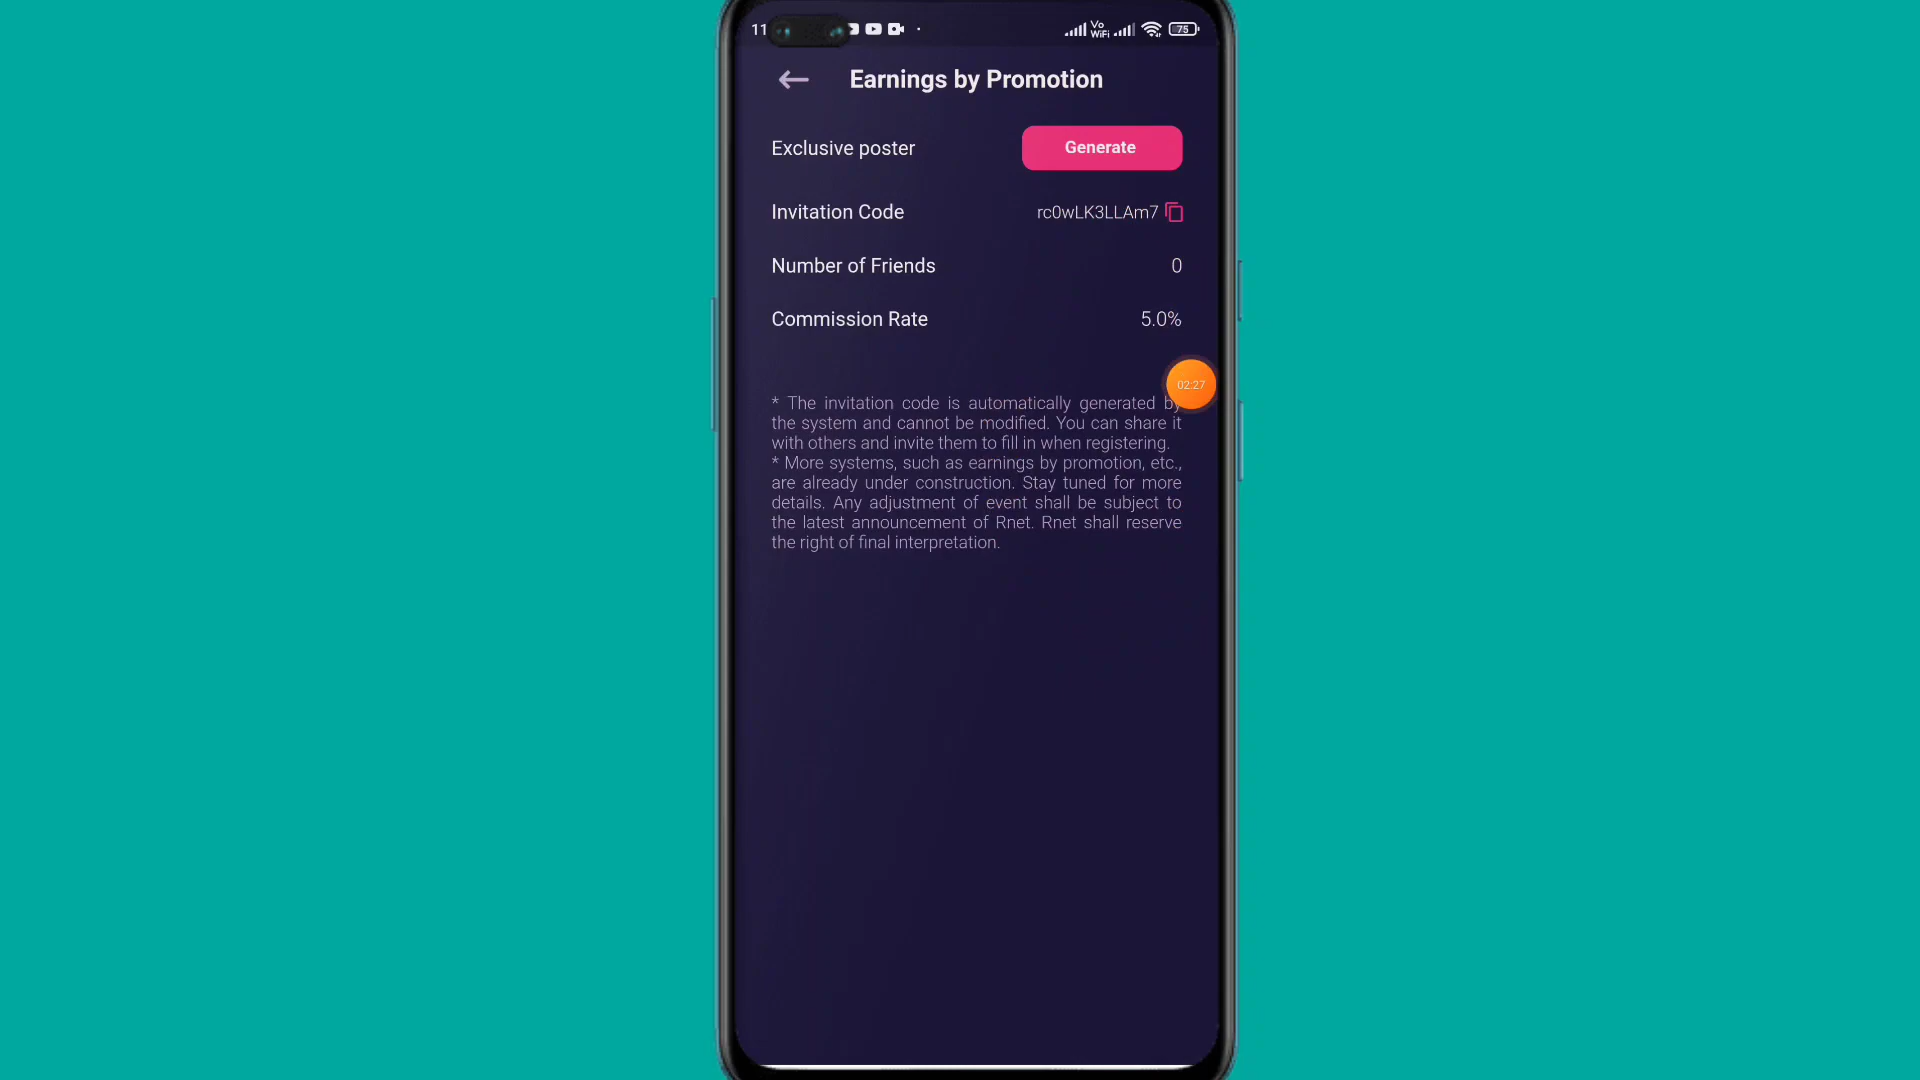 11
Vo
WiFi
75
Earnings by Promotion
Exclusive poster
Generate
Invitation Code
rc0wLK3LLAm7
Number of Friends
0
Commission Rate
5.0%
02:27
* The invitation code is automatically generated by
the system and cannot be modified. You can share it
with others and invite them to fill in when registering.
* More systems, such as earnings by promotion, etc.,
are already under construction. Stay tuned for more
details. Any adjustment of event shall be subject to
the latest announcement of Rnet. Rnet shall reserve
the right of final interpretation.